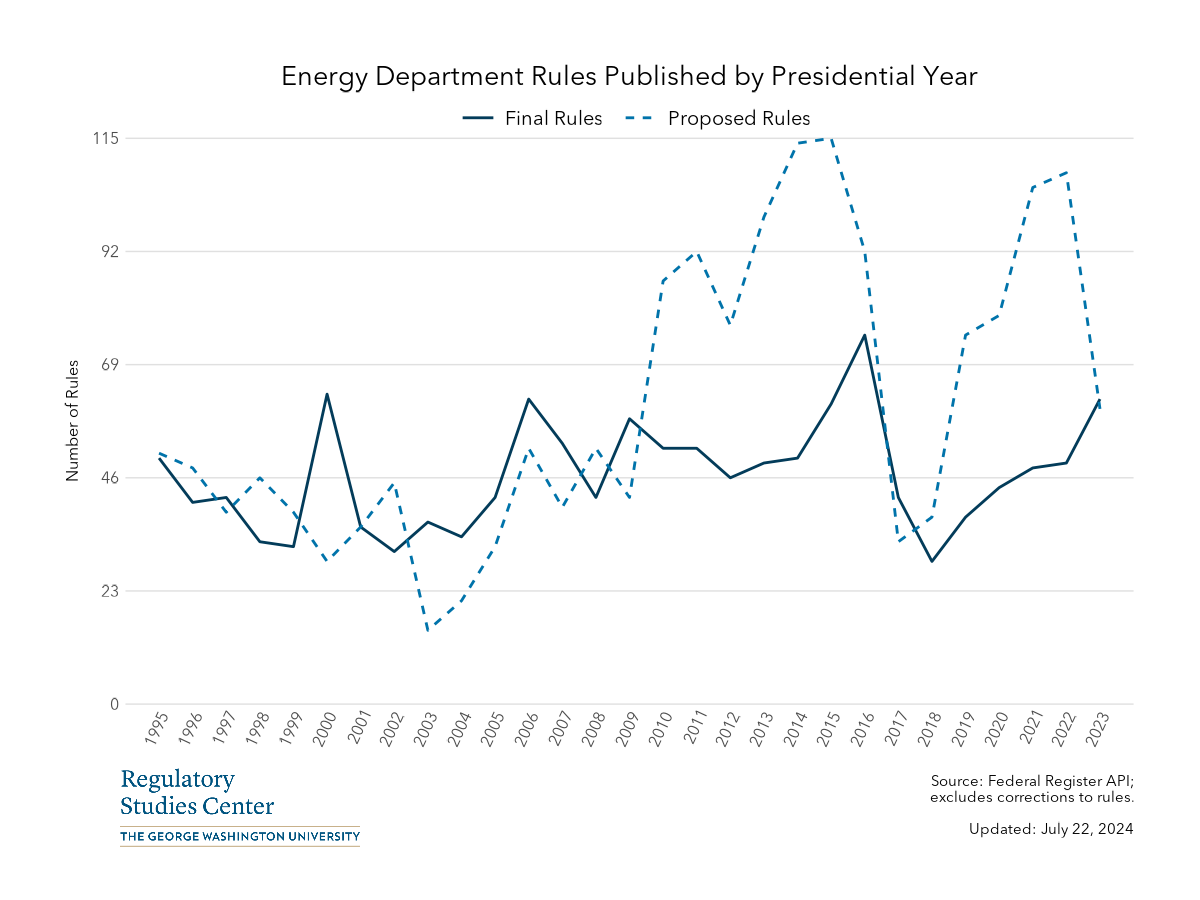 Energy Department Rules Published by Presidential Year
Final Rules Proposed Rules
115
92
69
46
23
0
Number of Rules
1995 1996 1997 1998 1999 2000 2001 2002 2003 2004 2005 2006 2007 2008 2009 2010 2011 2012 2013 2014 2015 2016 2017 2018 2019 2020 2021 2022 2023
Regulatory
Studies Center
THE GEORGE WASHINGTON UNIVERSITY
Source: Federal Register API;
excludes corrections to rules.
Updated: July 22, 2024